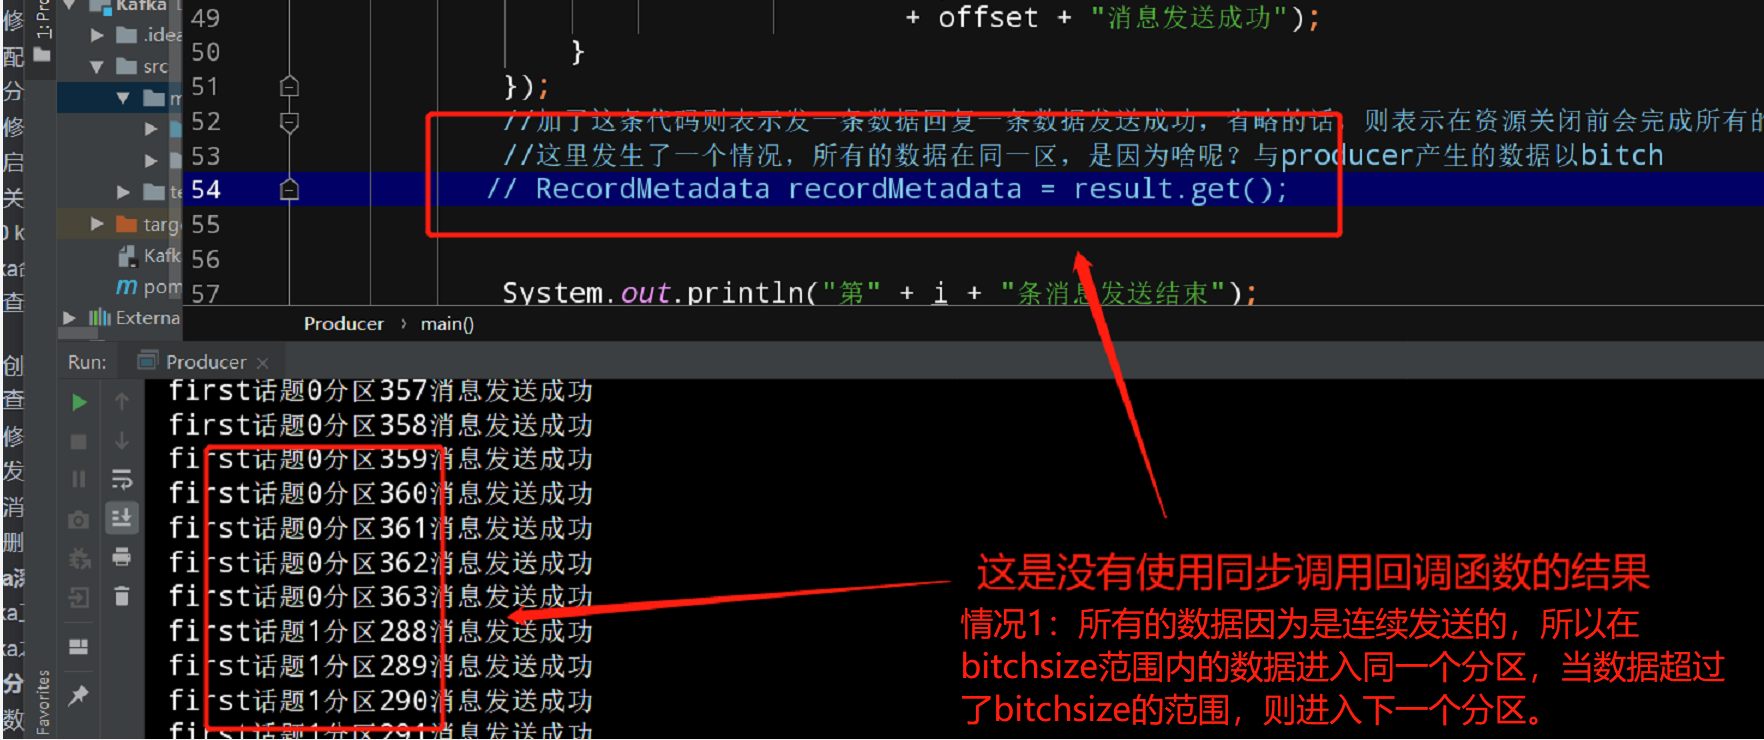 修
配
分
修
启
关
查
创
查
修
发
消
删
分
数
1: Pro
Kafka
.idea
src
m
te
targ
Kafk
pom
Externa
49 + offset + "消息发送成功");
50 }
51 });
52 //加了这条代码则表示发一条数据回复一条数据发送成功，省略的话，则表示在资源关闭前会完成所有的
53 //这里发生了一个情况，所有的数据在同一区，是因为啥呢？与producer产生的数据以bitch
54 // RecordMetadata recordMetadata = result.get();
55
56
57 System.out.println("第" + i + "条消息发送结束");
Producer › main()
Run: Producer ×
first话题0分区357消息发送成功
first话题0分区358消息发送成功
first话题0分区359消息发送成功
first话题0分区360消息发送成功
first话题0分区361消息发送成功
first话题0分区362消息发送成功
first话题0分区363消息发送成功
first话题1分区288消息发送成功
first话题1分区289消息发送成功
first话题1分区290消息发送成功
first话题1分区291消息发送成功
Favorites
这是没有使用同步调用回调函数的结果
情况1：所有的数据因为是连续发送的，所以在
bitchsize范围内的数据进入同一个分区，当数据超过
了bitchsize的范围，则进入下一个分区。